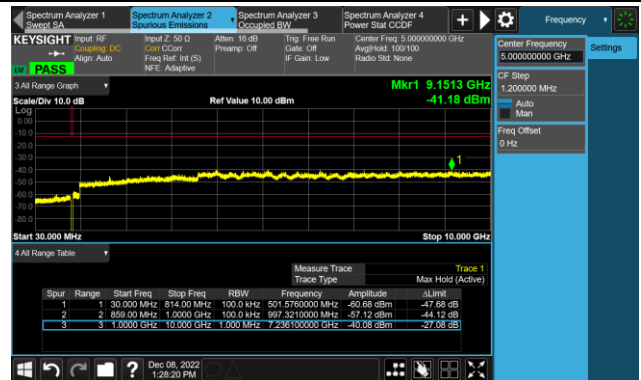 Spectrum Analyzer 1
Swept SA
Spectrum Analyzer 2
Spurious Emissions
Spectrum Analyzer 3
Occupied BW
Spectrum Analyzer 4
Power Stat CCDF
Frequency
KEYSIGHT
Input: RF
Coupling: DC
Align: Auto
Input Z: 50 Ω
Corr CCorr
Freq Ref: Int (S)
NFE: Adaptive
Atten: 16 dB
Preamp: Off
Trig: Free Run
Gate: Off
IF Gain: Low
Center Freq: 5.000000000 GHz
Avg|Hold: 100/100
Radio Std: None
PASS
Center Frequency
5.000000000 GHz
Settings
CF Step
1.200000 MHz
Auto
Man
Freq Offset
0 Hz
3 All Range Graph
Mkr1 9.1513 GHz
Scale/Div 10.0 dB
Ref Value 10.00 dBm
-41.18 dBm
Log
0.00
-10.0
-20.0
-30.0
-40.0
-50.0
-60.0
-70.0
-80.0
1
Start 30.000 MHz
Stop 10.000 GHz
4 All Range Table
Measure Trace Trace 1
Trace Type Max Hold (Active)
Spur Range Start Freq Stop Freq RBW Frequency Amplitude ΔLimit
1 1 30.000 MHz 814.00 MHz 100.0 kHz 501.5760000 MHz -60.68 dBm -47.68 dB
2 2 859.00 MHz 1.0000 GHz 100.0 kHz 997.3210000 MHz -57.12 dBm -44.12 dB
3 3 1.0000 GHz 10.000 GHz 1.000 MHz 7.236100000 GHz -40.08 dBm -27.08 dB
Dec 08, 2022
1:28:20 PM